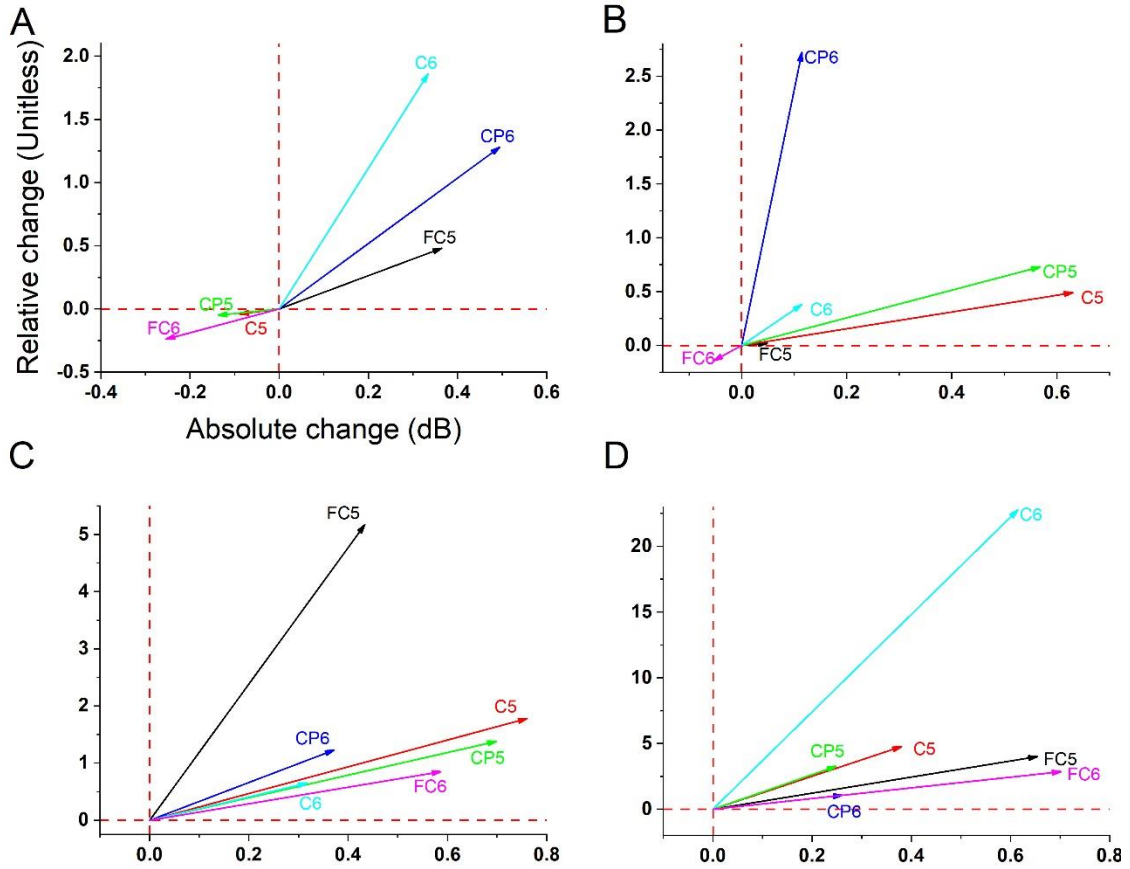 A
Relative change (Unitless)
2.0
1.5
1.0
0.5
0.0
-0.5
C6
CP6
FC5
CP5
C5
FC6
-0.4 -0.2 0.0 0.2 0.4 0.6
Absolute change (dB)
B
2.5
2.0
1.5
1.0
0.5
0.0
CP6
CP5
C5
C6
FC5
FC6
0.0 0.2 0.4 0.6
C
5
4
3
2
1
0
FC5
C5
CP6
CP5
FC6
C6
0.0 0.2 0.4 0.6 0.8
D
20
15
10
5
0
C6
CP5
C5
FC5
FC6
CP6
0.0 0.2 0.4 0.6 0.8